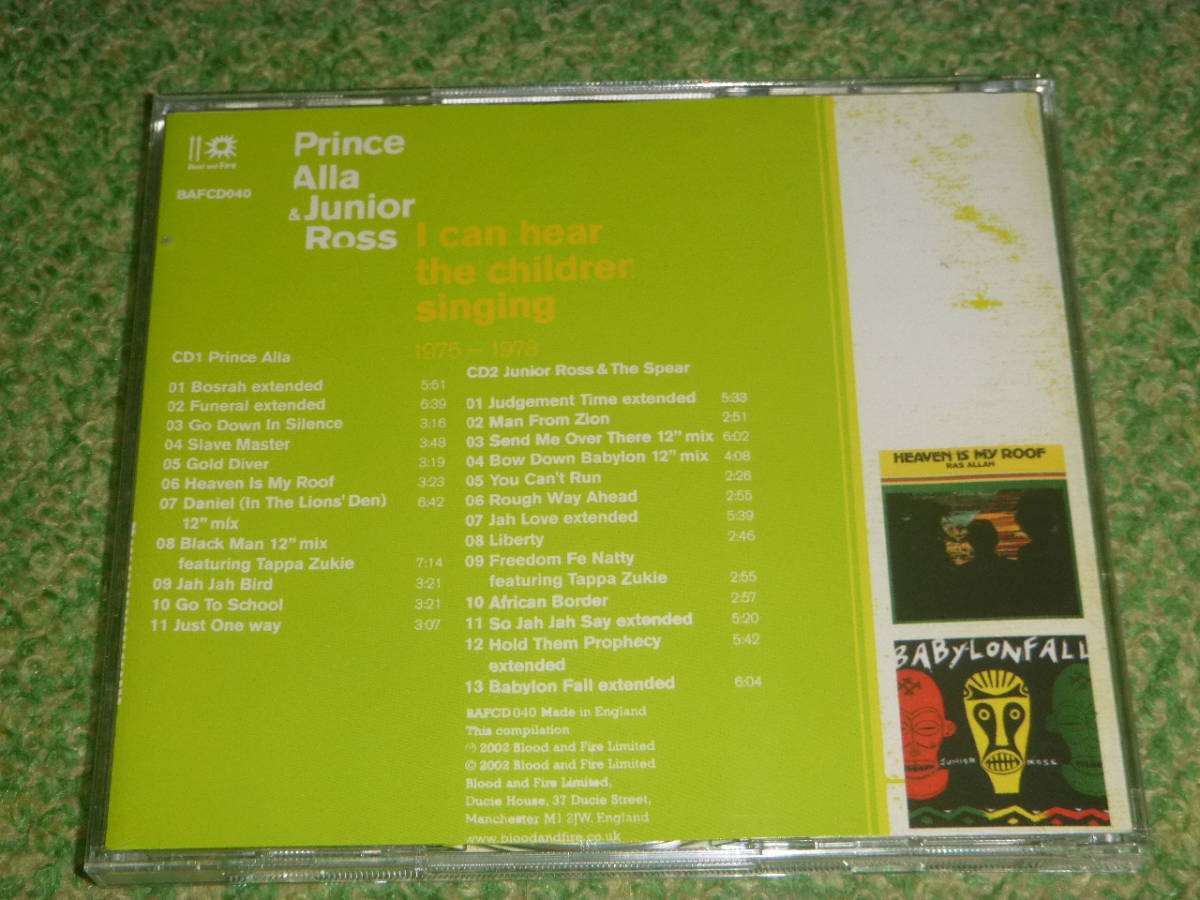 Blood and Fire
BAFCD040
Prince
Alla
& Junior
Ross
I can hear
the children
singing
1975 – 1978
CD1 Prince Alla
01 Bosrah extended 5:51
02 Funeral extended 6:39
03 Go Down In Silence 3:16
04 Slave Master 3:48
05 Gold Diver 3:19
06 Heaven Is My Roof 3:23
07 Daniel (In The Lions' Den) 6:42
12" mix
08 Black Man 12" mix
featuring Tappa Zukie 7:14
09 Jah Jah Bird 3:21
10 Go To School 3:21
11 Just One way 3:07
CD2 Junior Ross & The Spear
01 Judgement Time extended 5:33
02 Man From Zion 2:51
03 Send Me Over There 12" mix 6:02
04 Bow Down Babylon 12" mix 4:08
05 You Can't Run 2:26
06 Rough Way Ahead 2:55
07 Jah Love extended 5:39
08 Liberty 2:46
09 Freedom Fe Natty
featuring Tappa Zukie 2:55
10 African Border 2:57
11 So Jah Jah Say extended 5:20
12 Hold Them Prophecy 5:42
extended
13 Babylon Fall extended 6:04
BAFCD040 Made in England
This compilation
℗ 2002 Blood and Fire Limited
© 2002 Blood and Fire Limited
Blood and Fire Limited,
Ducie House, 37 Ducie Street,
Manchester M1 2JW, England
www.bloodandfire.co.uk
HEAVEN IS MY ROOF
RAS ALLAH
BABYLON FALL
JUNIOR ROSS